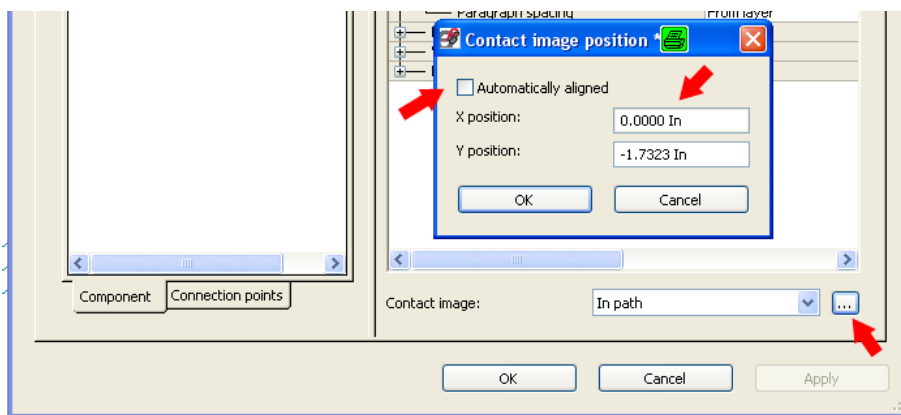 Paragraph spacing From layer
Contact image position *
Automatically aligned
X position: 0.0000 In
Y position: -1.7323 In
OK Cancel
Component Connection points
Contact image: In path ...
OK Cancel Apply